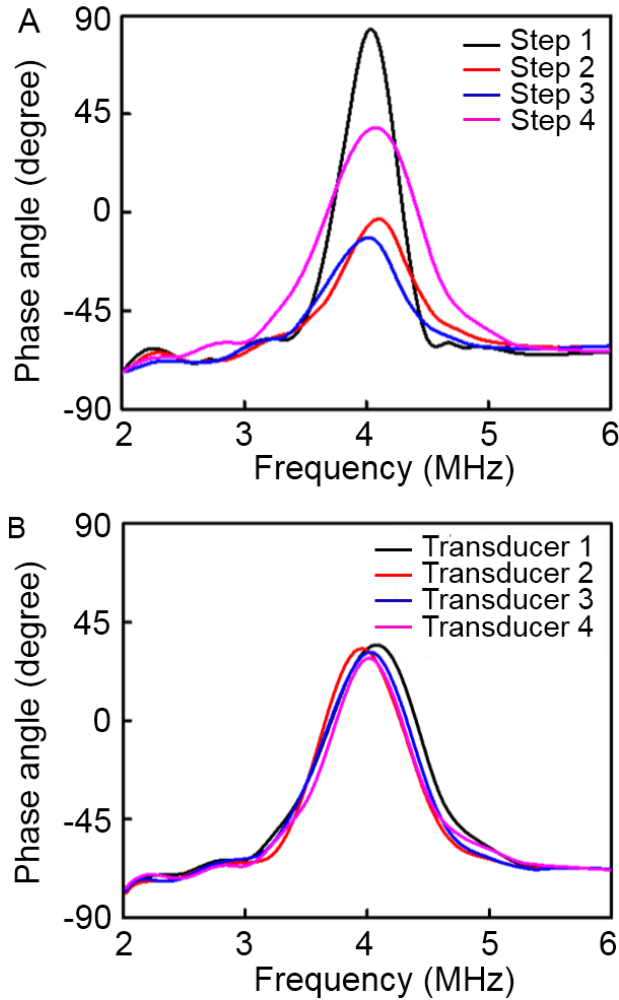 A
90
45
0
-45
-90
Phase angle (degree)
Step 1
Step 2
Step 3
Step 4
2 3 4 5 6
Frequency (MHz)
B
90
45
0
-45
-90
Phase angle (degree)
Transducer 1
Transducer 2
Transducer 3
Transducer 4
2 3 4 5 6
Frequency (MHz)